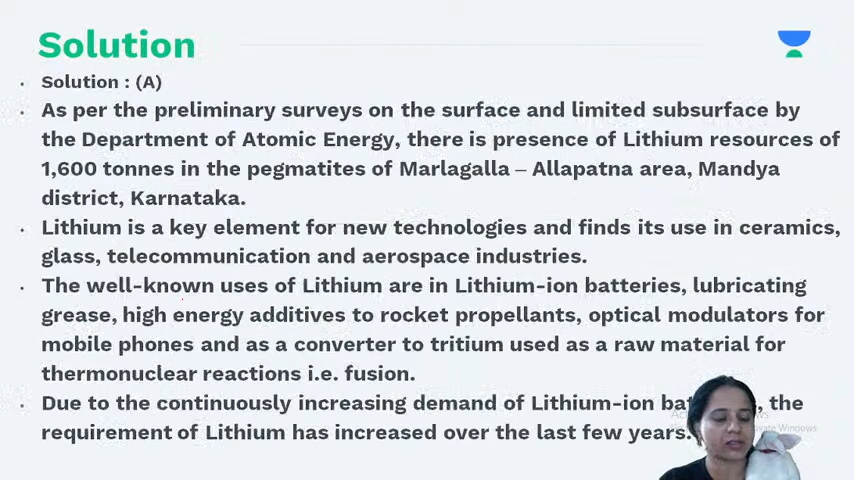 Solution
• Solution : (A)
• As per the preliminary surveys on the surface and limited subsurface by
the Department of Atomic Energy, there is presence of Lithium resources of
1,600 tonnes in the pegmatites of Marlagalla – Allapatna area, Mandya
district, Karnataka.
• Lithium is a key element for new technologies and finds its use in ceramics,
glass, telecommunication and aerospace industries.
• The well-known uses of Lithium are in Lithium-ion batteries, lubricating
grease, high energy additives to rocket propellants, optical modulators for
mobile phones and as a converter to tritium used as a raw material for
thermonuclear reactions i.e. fusion.
• Due to the continuously increasing demand of Lithium-ion , the
requirement of Lithium has increased over the last few years.
Windows